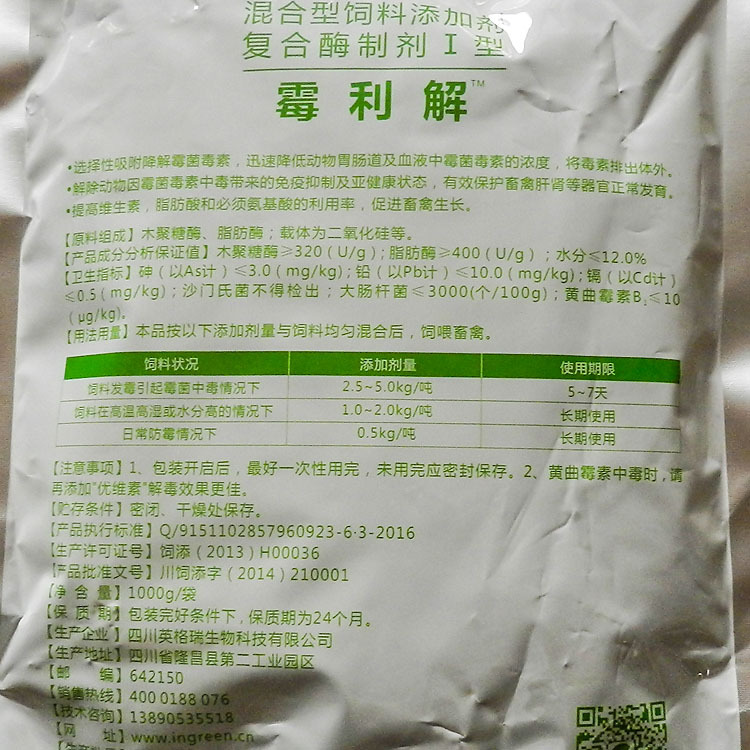 混合型饲料添加剂
复合酶制剂 I 型
霉利解™
•选择性吸附降解霉菌毒素，迅速降低动物胃肠道及血液中霉菌毒素的浓度，将毒素排出体外。
•解除动物因霉菌毒素中毒带来的免疫抑制及亚健康状态，有效保护畜禽肝肾等器官正常发育。
•提高维生素，脂肪酸和必须氨基酸的利用率，促进畜禽生长。
【原料组成】木聚糖酶、脂肪酶；载体为二氧化硅等。
【产品成分分析保证值】木聚糖酶≥320（U/g）；脂肪酶≥400（U/g）；水分≤12.0%
【卫生指标】砷（以As计）≤3.0（mg/kg）；铅（以Pb计）≤10.0（mg/kg）；镉（以Cd计）
≤0.5（mg/kg）；沙门氏菌不得检出；大肠杆菌≤3000(个/100g)；黄曲霉素B₁≤10
（μg/kg）。
【用法用量】本品按以下添加剂量与饲料均匀混合后，饲喂畜禽。
饲料状况 添加剂量 使用期限
饲料发霉引起霉菌中毒情况下 2.5~5.0kg/吨 5~7天
饲料在高温高湿或水分高的情况下 1.0~2.0kg/吨 长期使用
日常防霉情况下 0.5kg/吨 长期使用
【注意事项】1、包装开启后，最好一次性用完，未用完应密封保存。2、黄曲霉素中毒时，请
再添加“优维素”解毒效果更佳。
【贮存条件】密闭、干燥处保存。
【产品执行标准】Q/9151102857960923-6·3-2016
【生产许可证号】饲添（2013）H00036
【产品批准文号】川饲添字（2014）210001
【净 含 量】1000g/袋
【保 质 期】包装完好条件下，保质期为24个月。
【生产企业】四川英格瑞生物科技有限公司
【生产地址】四川省隆昌县第二工业园区
【邮 编】642150
【销售热线】400 0188 076
【技术咨询】13890535518
【网 址】www.ingreen.cn